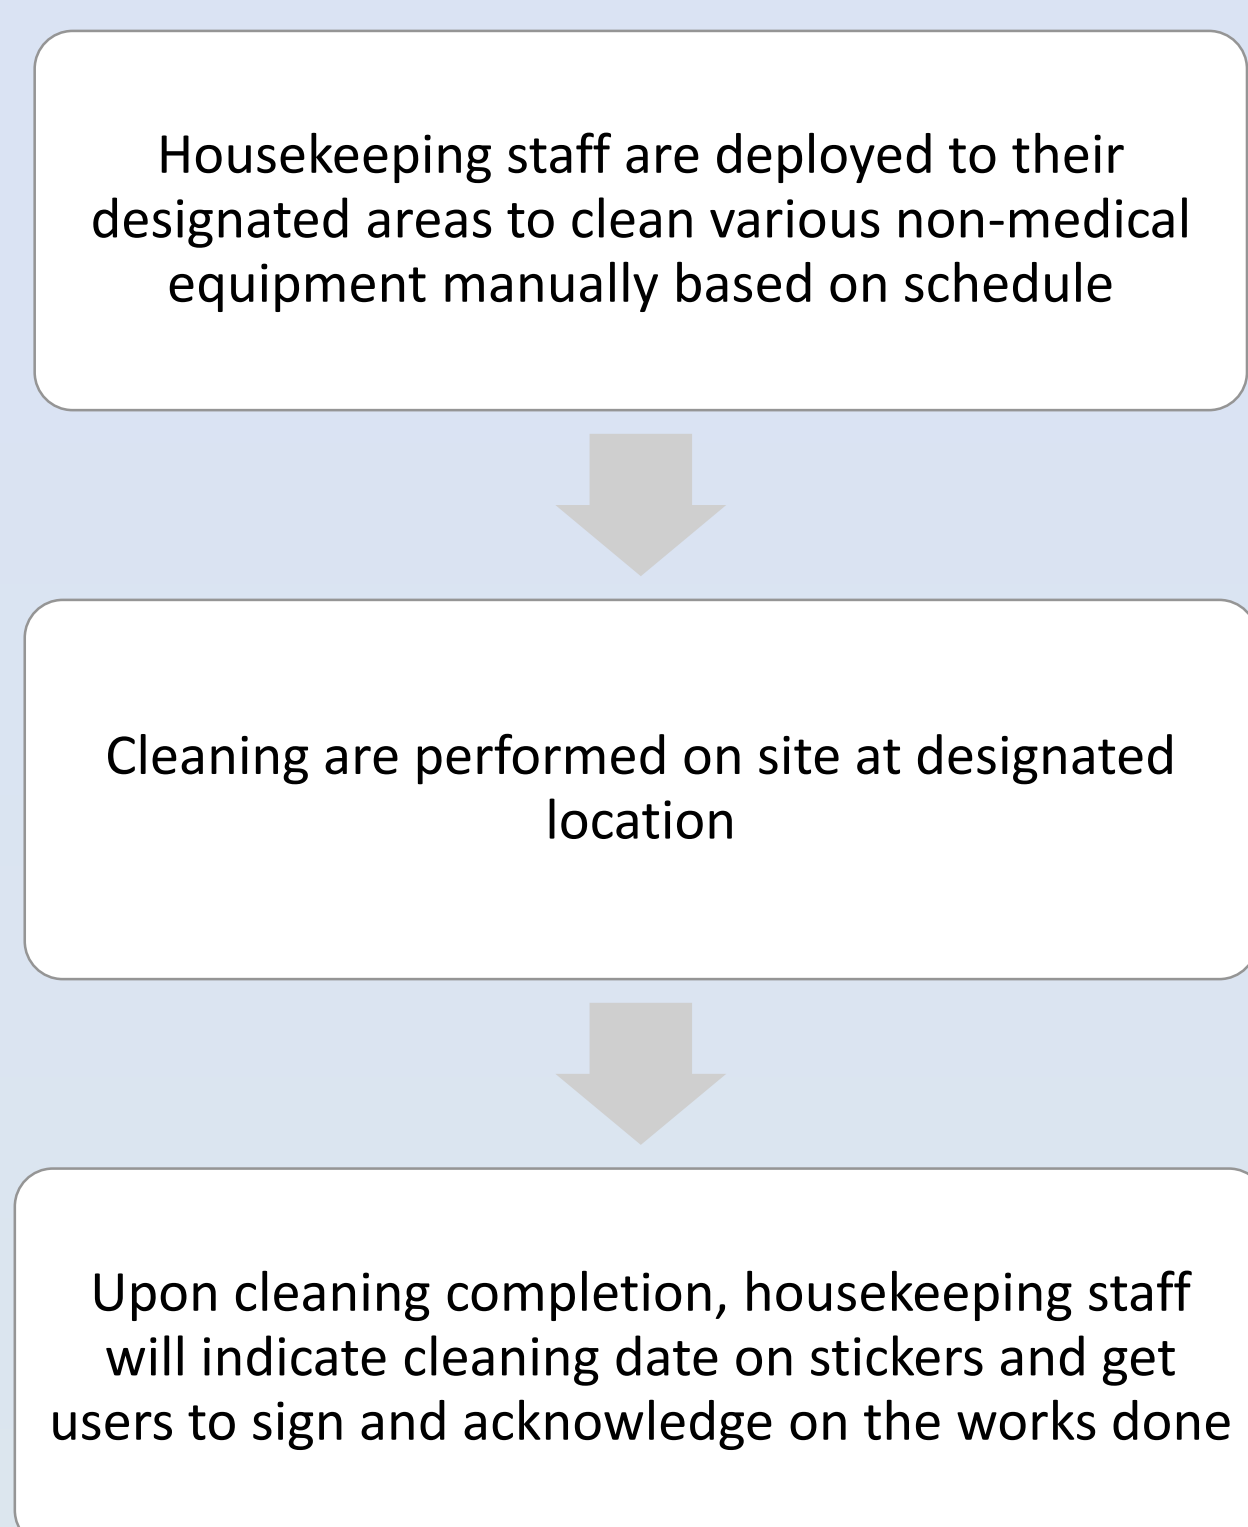 Housekeeping staff are deployed to their
designated areas to clean various non-medical
equipment manually based on schedule
Cleaning are performed on site at designated
location
Upon cleaning completion, housekeeping staff
will indicate cleaning date on stickers and get
users to sign and acknowledge on the works done